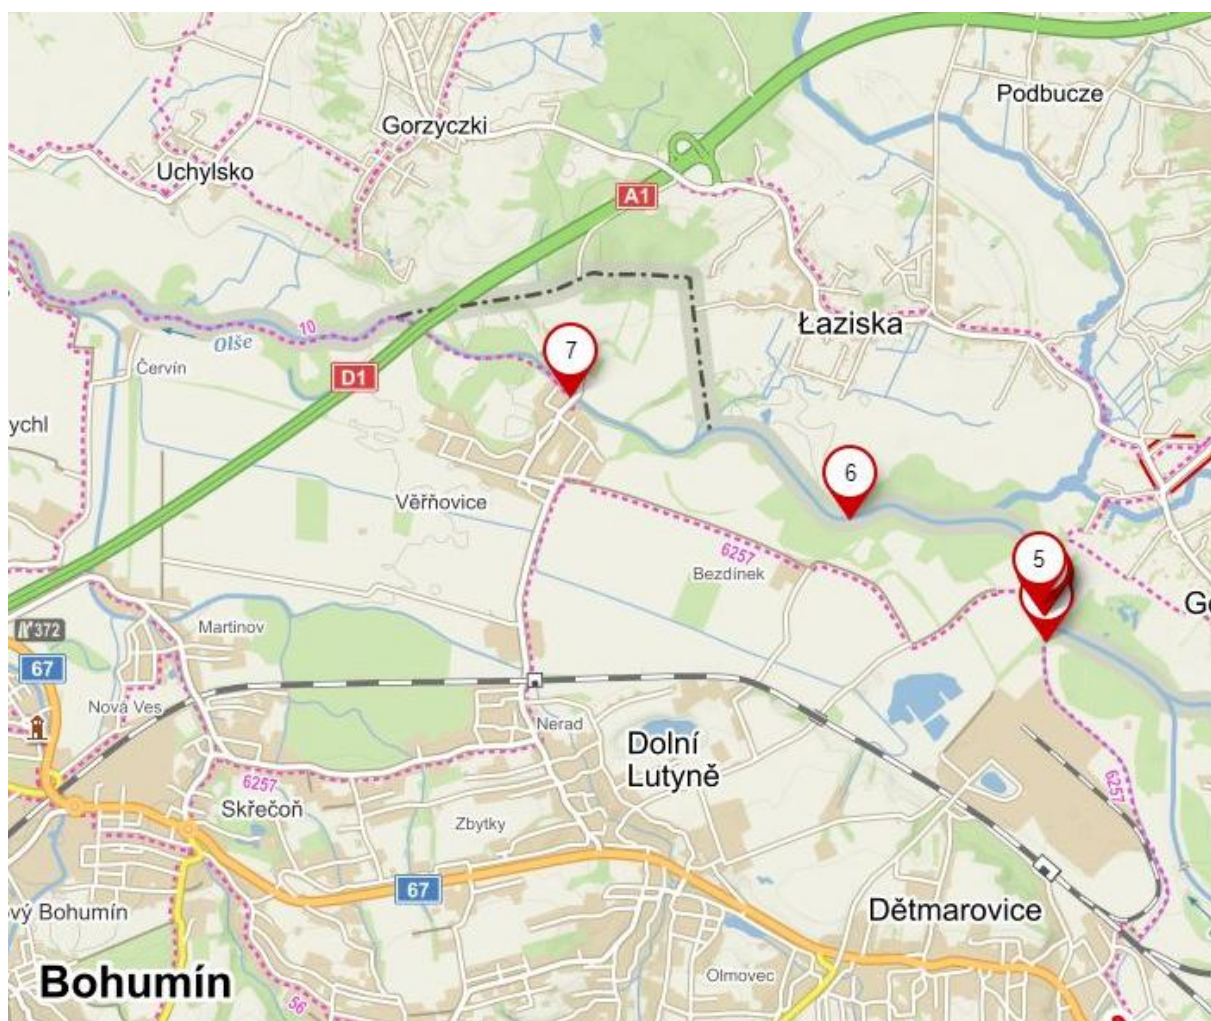 Podbucze
Gorzyczki
Uchylsko
A1
10
Olše
Łaziska
7
D1
Červín
ychl
6
Věřňovice
6257
Bezdínek
5
Go
372
67
Martinov
Nová Ves
Nerad
Dolní
Lutyně
6257
6257
Skřečoň
Zbytky
67
vý Bohumín
Dětmarovice
Olmovec
Bohumín
56